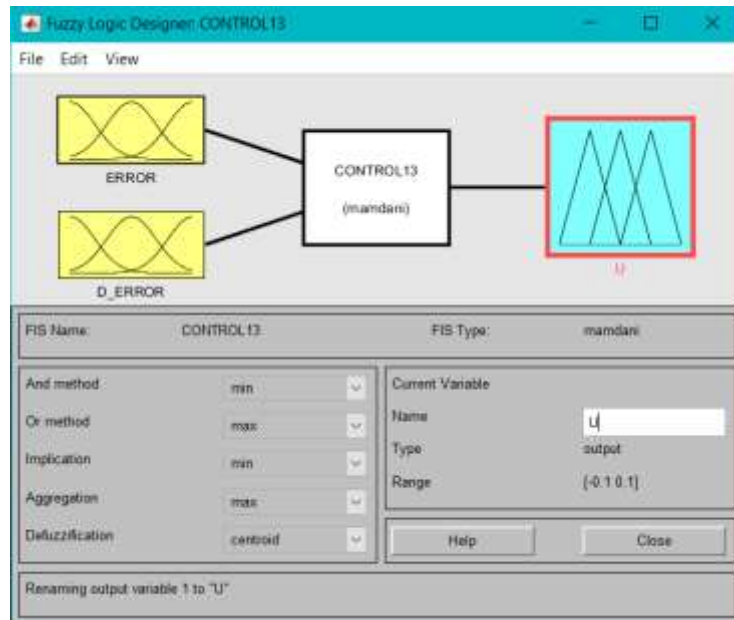 Fuzzy Logic Designer: CONTROL13
File Edit View
ERROR
D_ERROR
CONTROL13
(mamdani)
U
FIS Name: CONTROL13 FIS Type: mamdani
And method min
Or method max
Implication min
Aggregation max
Defuzzification centroid
Current Variable
Name U
Type output
Range [-0.1 0.1]
Help Close
Renaming output variable 1 to "U"